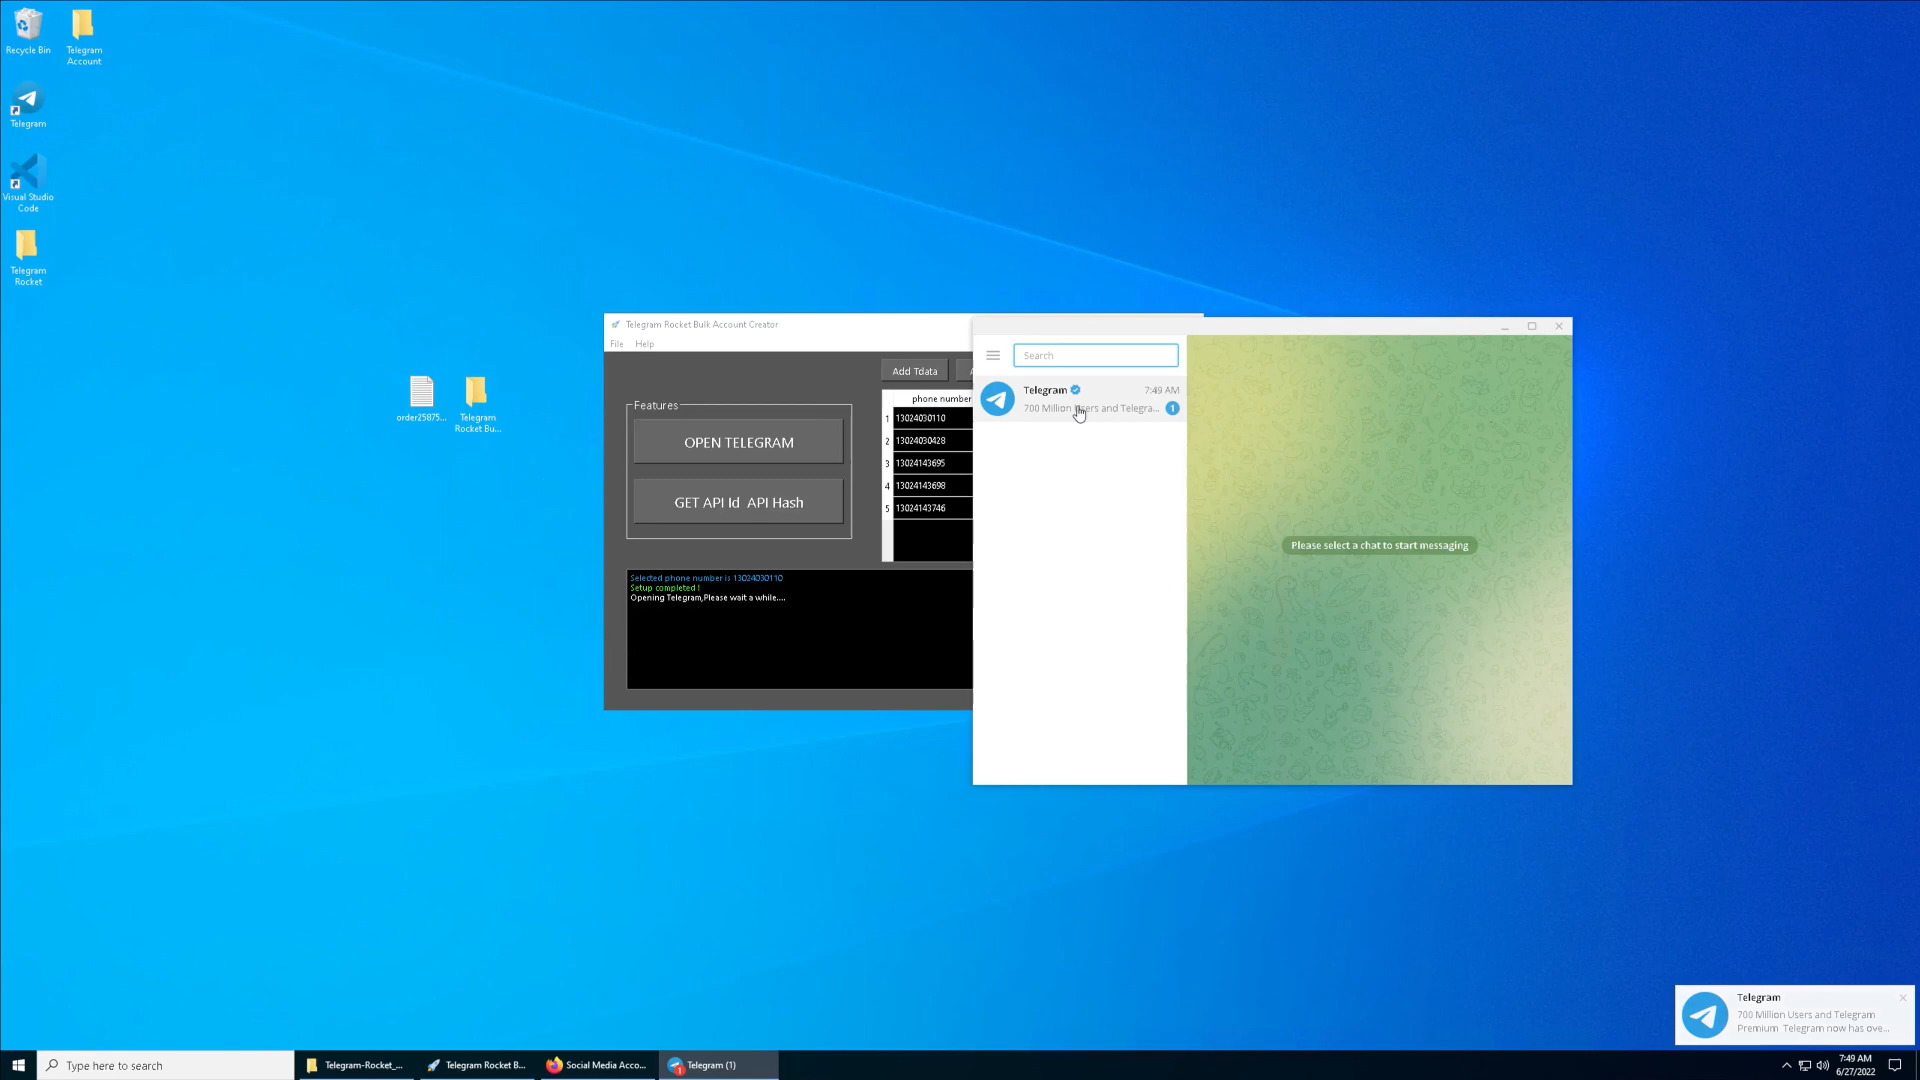 Recycle Bin
Telegram
Account
Telegram
Visual Studio
Code
Telegram
Rocket
order25875...
Telegram
Rocket Bu...
Telegram Rocket Bulk Account Creator
File Help
Add Tdata
Features
OPEN TELEGRAM
GET API Id API Hash
phone number
1 13024030110
2 13024030428
3 13024143695
4 13024143698
5 13024143746
Selected phone number is 13024030110
Setup completed !
Opening Telegram,Please wait a while....
Search
Telegram 7:49 AM
700 Million Users and Telegra... 1
Please select a chat to start messaging
Telegram
700 Million Users and Telegram
Premium Telegram now has ove...
Type here to search
Telegram-Rocket_...
Telegram Rocket B...
Social Media Acco...
1
Telegram (1)
7:49 AM
6/27/2022